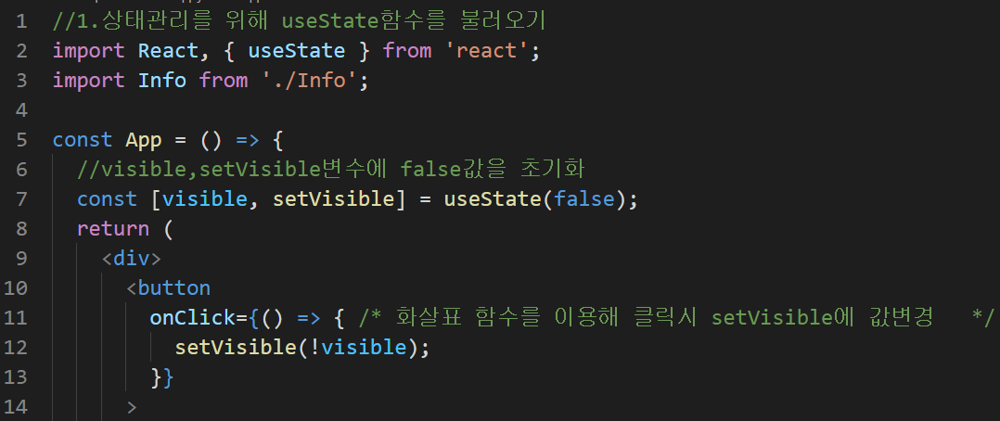 1 //1.상태관리를 위해 useState함수를 불러오기
2 import React, { useState } from 'react';
3 import Info from './Info';
4
5 const App = () => {
6 //visible,setVisible변수에 false값을 초기화
7 const [visible, setVisible] = useState(false);
8 return (
9 <div>
10 <button
11 onClick={() => { /* 화살표 함수를 이용해 클릭시 setVisible에 값변경 */
12 setVisible(!visible);
13 }}
14 >